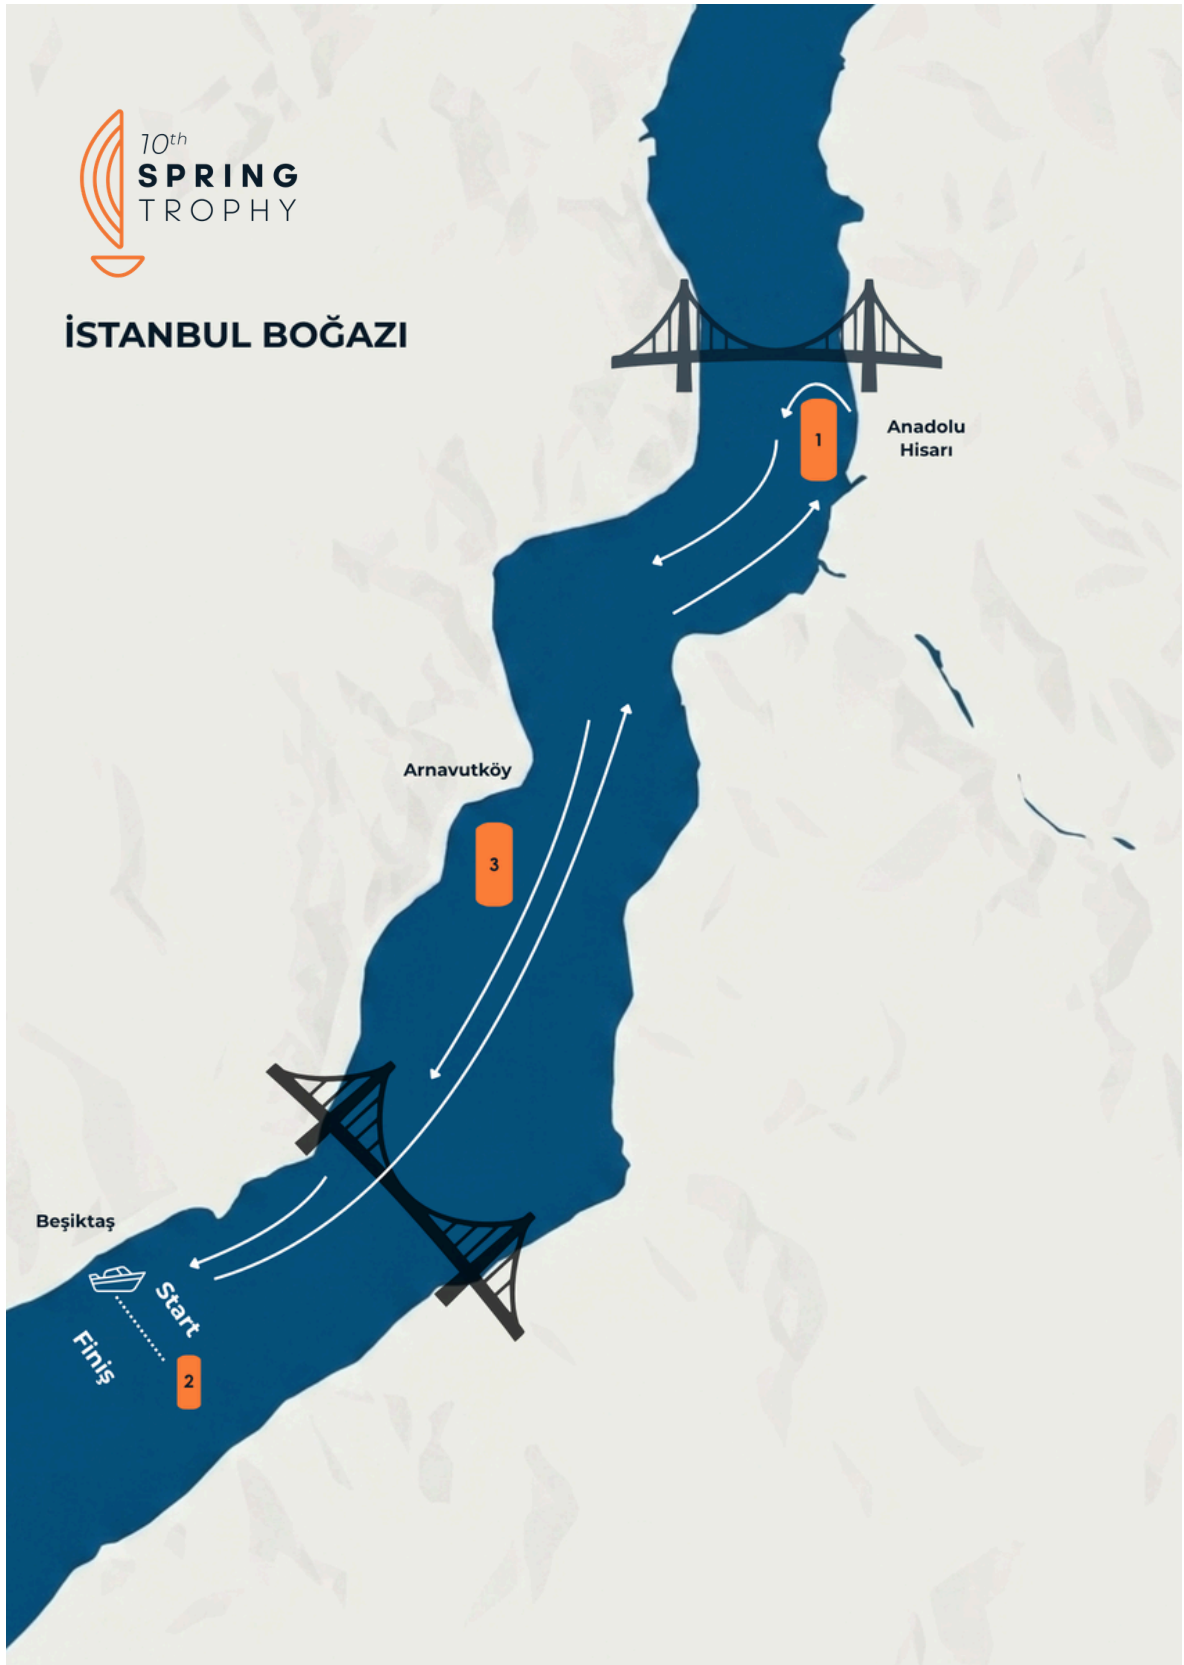 10th
SPRING
TROPHY
İSTANBUL BOĞAZI
1
Anadolu
Hisarı
Arnavutköy
3
Beşiktaş
Start
Finiş
2